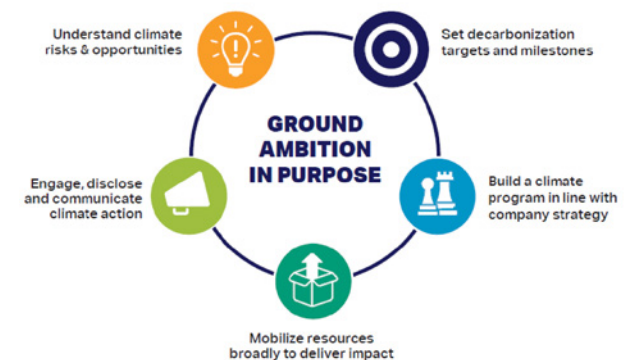 Understand climate
risks & opportunities
Set decarbonization
targets and milestones
GROUND
AMBITION
IN PURPOSE
Engage, disclose
and communicate
climate action
Build a climate
program in line with
company strategy
Mobilize resources
broadly to deliver impact